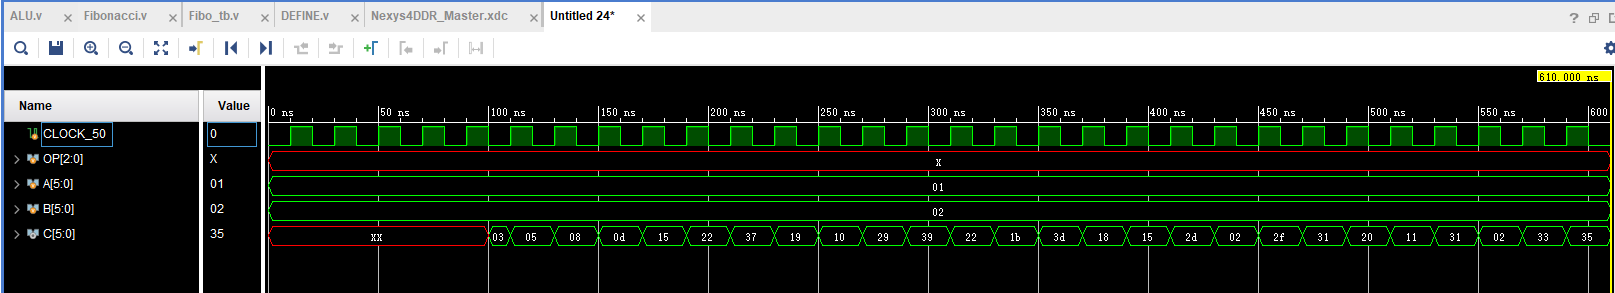 ALU.v × Fibonacci.v × Fibo_tb.v × DEFINE.v × Nexys4DDR_Master.xdc × Untitled 24* ×
?
610.000 ns
Name Value
0 ns 50 ns 100 ns 150 ns 200 ns 250 ns 300 ns 350 ns 400 ns 450 ns 500 ns 550 ns 600
CLOCK_50 0
OP[2:0] X X
A[5:0] 01 01
B[5:0] 02 02
C[5:0] 35 XX 03 05 08 0d 15 22 37 19 10 29 39 22 1b 3d 18 15 2d 02 2f 31 20 11 31 02 33 35